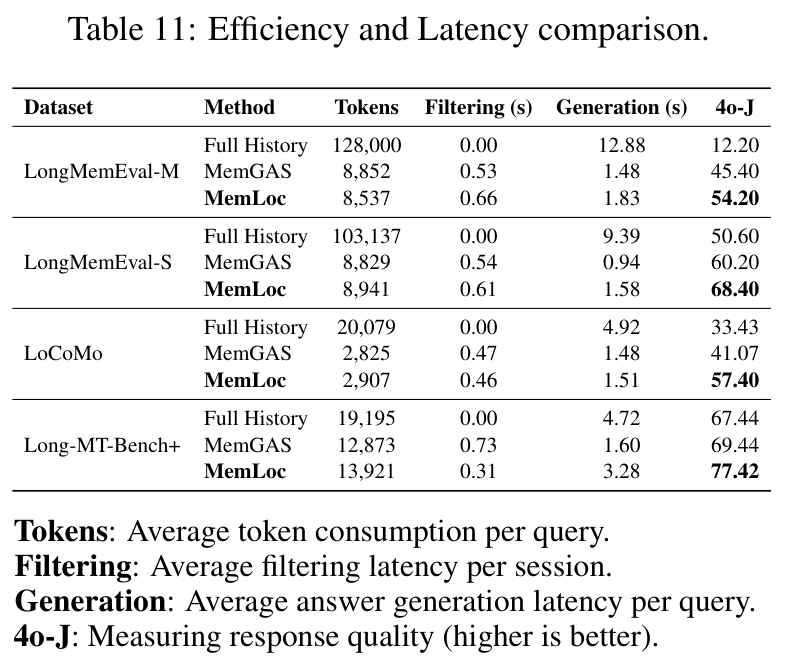 Table 11: Efficiency and Latency comparison.
Dataset Method Tokens Filtering (s) Generation (s) 4o-J
Full History 128,000 0.00 12.88 12.20
LongMemEval-M MemGAS 8,852 0.53 1.48 45.40
MemLoc 8,537 0.66 1.83 54.20
Full History 103,137 0.00 9.39 50.60
LongMemEval-S MemGAS 8,829 0.54 0.94 60.20
MemLoc 8,941 0.61 1.58 68.40
Full History 20,079 0.00 4.92 33.43
LoCoMo MemGAS 2,825 0.47 1.48 41.07
MemLoc 2,907 0.46 1.51 57.40
Full History 19,195 0.00 4.72 67.44
Long-MT-Bench+ MemGAS 12,873 0.73 1.60 69.44
MemLoc 13,921 0.31 3.28 77.42
Tokens: Average token consumption per query.
Filtering: Average filtering latency per session.
Generation: Average answer generation latency per query.
4o-J: Measuring response quality (higher is better).